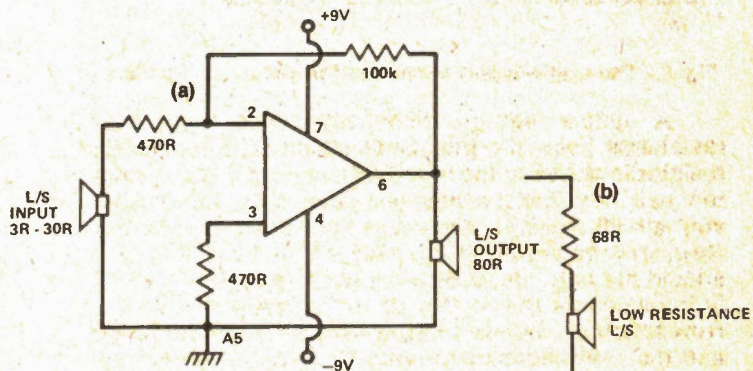 +9V
100k
(a)
2
7
470R
6
L/S
INPUT
3R - 30R
3
4
(b)
68R
L/S
OUTPUT
80R
470R
LOW RESISTANCE
L/S
A5
−9V